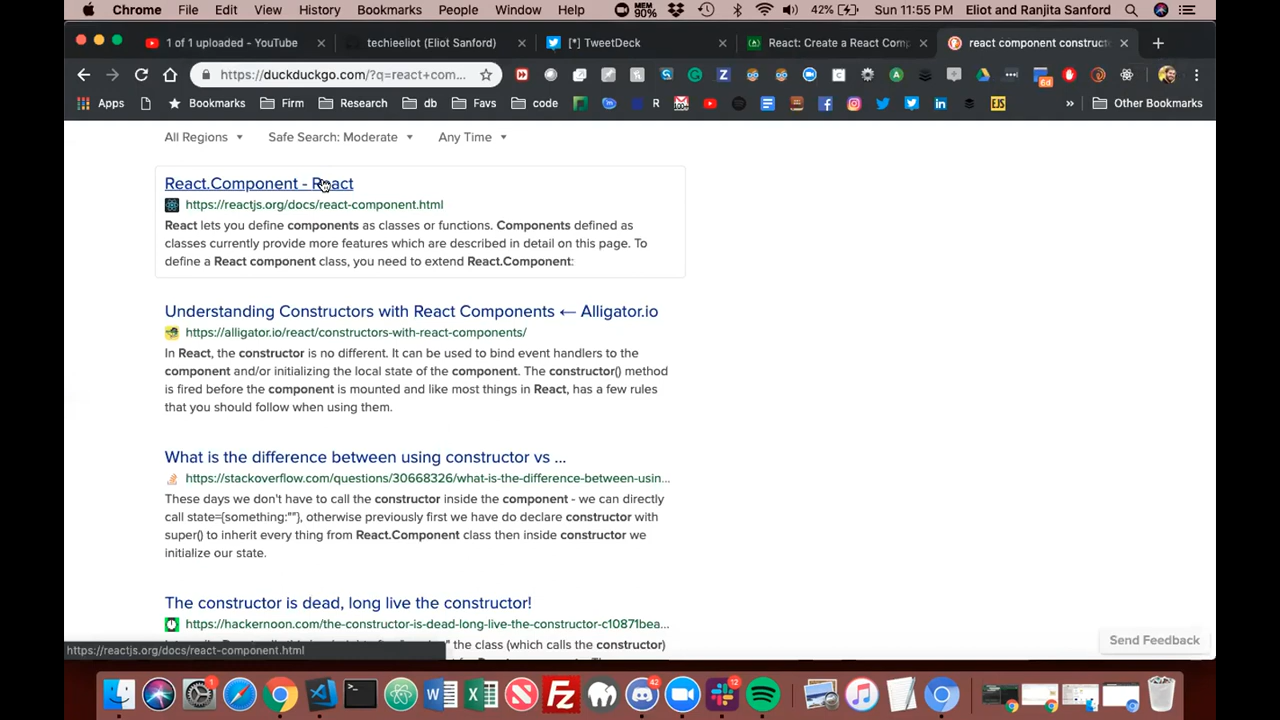 Chrome File Edit View History Bookmarks People Window Help MEM 90% 42% Sun 11:55 PM Eliot and Ranjita Sanford
1 of 1 uploaded - YouTube × techieeliot (Eliot Sanford) × [*] TweetDeck × React: Create a React Comp × react component construct ×
https://duckduckgo.com/?q=react+com...
Apps Bookmarks Firm Research db Favs code R 100+ EJS » Other Bookmarks
6d
All Regions Safe Search: Moderate Any Time
React.Component - React
https://reactjs.org/docs/react-component.html
React lets you define components as classes or functions. Components defined as
classes currently provide more features which are described in detail on this page. To
define a React component class, you need to extend React.Component:
Understanding Constructors with React Components ← Alligator.io
https://alligator.io/react/constructors-with-react-components/
In React, the constructor is no different. It can be used to bind event handlers to the
component and/or initializing the local state of the component. The constructor() method
is fired before the component is mounted and like most things in React, has a few rules
that you should follow when using them.
What is the difference between using constructor vs ...
https://stackoverflow.com/questions/30668326/what-is-the-difference-between-usin...
These days we don't have to call the constructor inside the component - we can directly
call state={something:""}, otherwise previously first we have do declare constructor with
super() to inherit every thing from React.Component class then inside constructor we
initialize our state.
The constructor is dead, long live the constructor!
https://hackernoon.com/the-constructor-is-dead-long-live-the-constructor-c10871bea...
the class (which calls the constructor)
Send Feedback
https://reactjs.org/docs/react-component.html
1 42 12